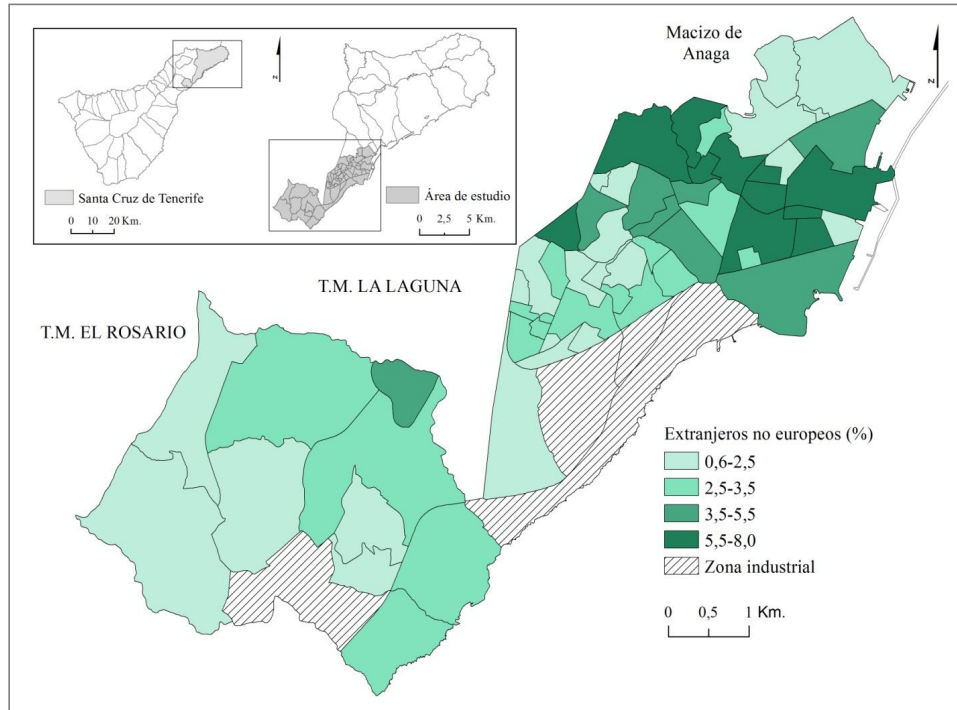 Macizo de
Anaga
N
N
Santa Cruz de Tenerife
0 10 20 Km.
Área de estudio
0 2,5 5 Km.
T.M. LA LAGUNA
T.M. EL ROSARIO
Extranjeros no europeos (%)
0,6-2,5
2,5-3,5
3,5-5,5
5,5-8,0
Zona industrial
0 0,5 1 Km.